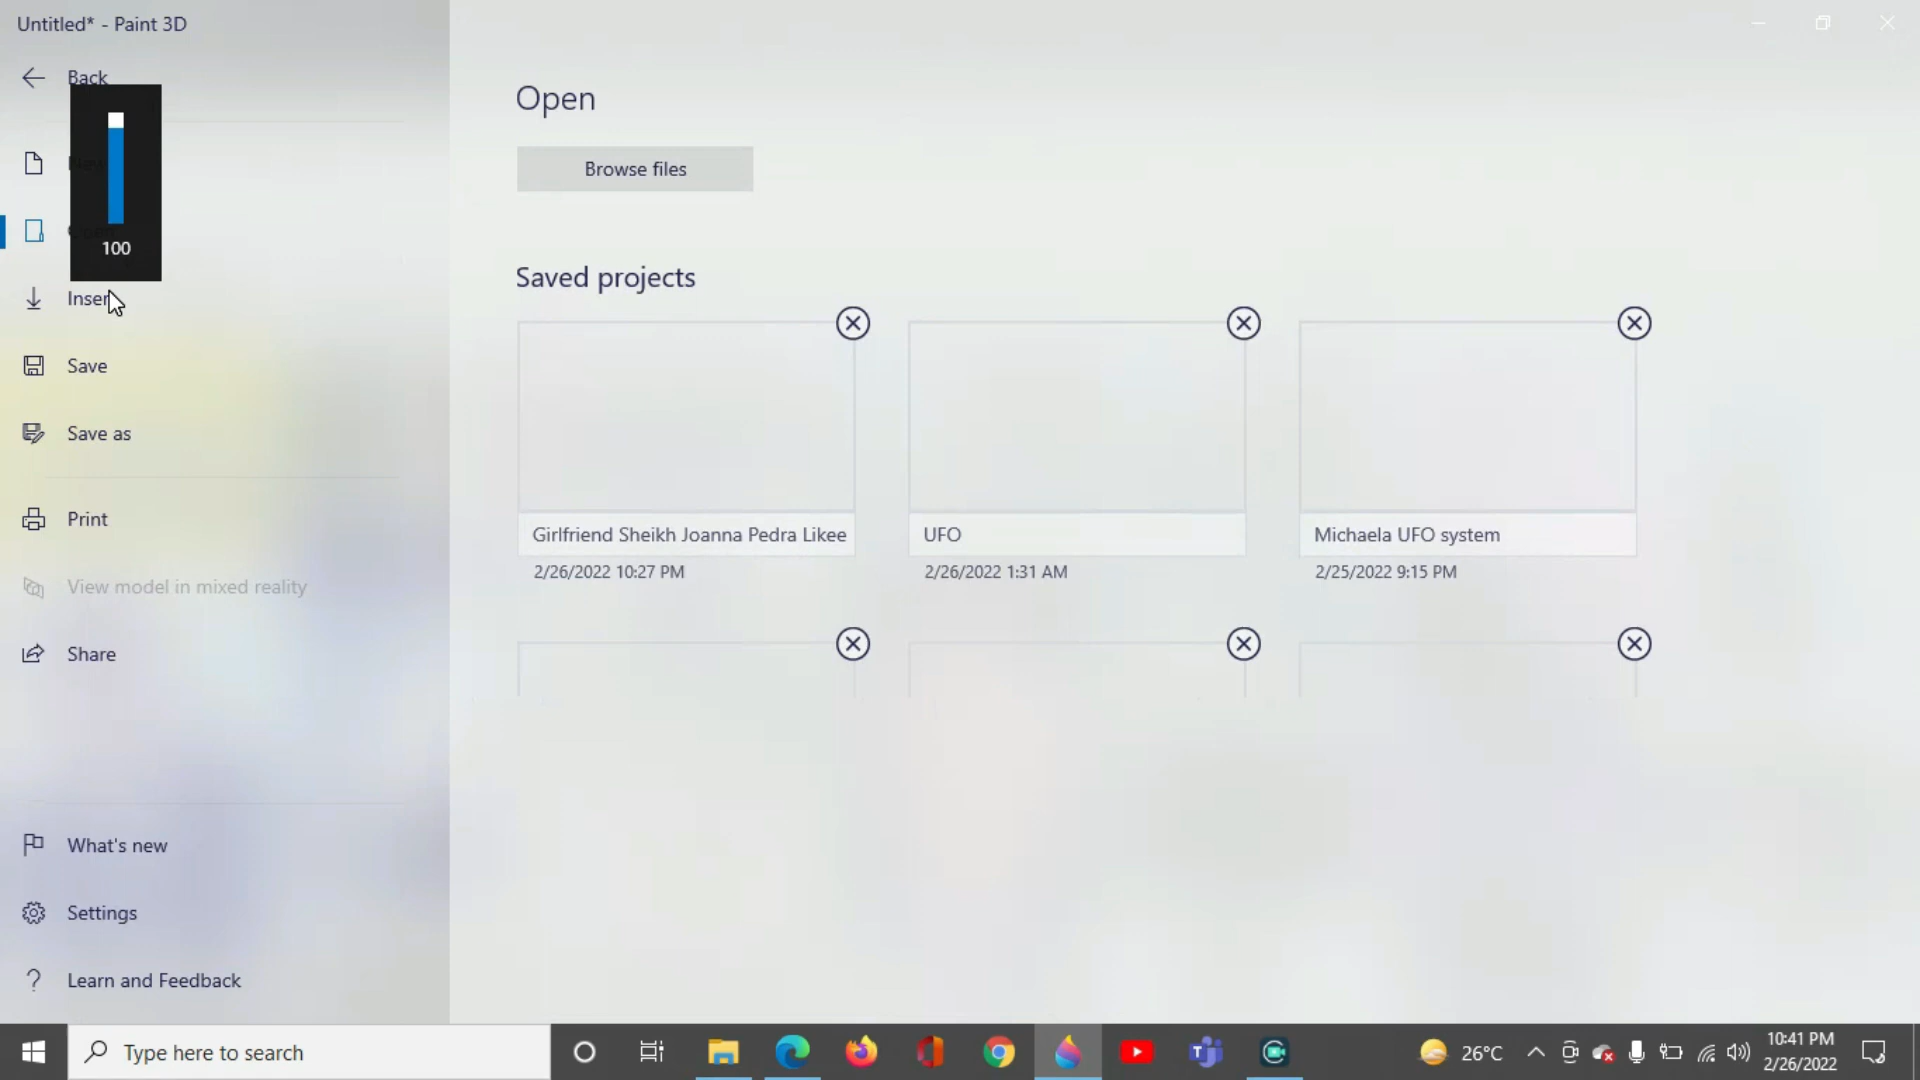 Untitled* - Paint 3D
Back
100
Save
Save as
Print
View model in mixed reality
Share
What's new
Settings
Learn and Feedback
Open
Browse files
Saved projects
Girlfriend Sheikh Joanna Pedra Likee
UFO
Michaela UFO system
2/26/2022 10:27 PM
2/26/2022 1:31 AM
2/25/2022 9:15 PM
Type here to search
26°C
10:41 PM
2/26/2022